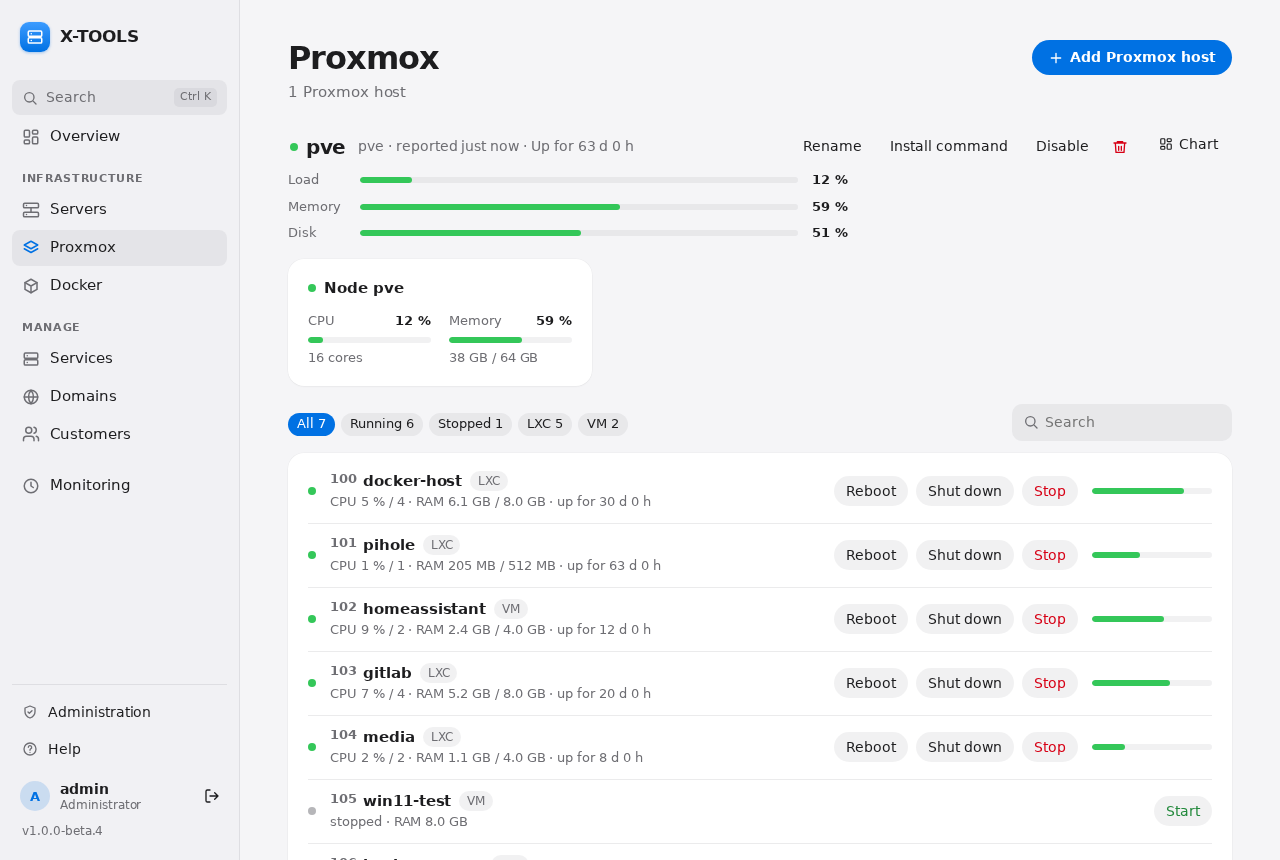 X-TOOLS
Search Ctrl K
Overview
INFRASTRUCTURE
Servers
Proxmox
Docker
MANAGE
Services
Domains
Customers
Monitoring
Administration
Help
A
admin
Administrator
v1.0.0-beta.4
Proxmox
1 Proxmox host
Add Proxmox host
pve pve · reported just now · Up for 63 d 0 h
Rename Install command Disable Chart
Load 12 %
Memory 59 %
Disk 51 %
Node pve
CPU 12 % Memory 59 %
16 cores 38 GB / 64 GB
All 7 Running 6 Stopped 1 LXC 5 VM 2 Search
100 docker-host LXC
CPU 5 % / 4 · RAM 6.1 GB / 8.0 GB · up for 30 d 0 h
Reboot Shut down Stop
101 pihole LXC
CPU 1 % / 1 · RAM 205 MB / 512 MB · up for 63 d 0 h
Reboot Shut down Stop
102 homeassistant VM
CPU 9 % / 2 · RAM 2.4 GB / 4.0 GB · up for 12 d 0 h
Reboot Shut down Stop
103 gitlab LXC
CPU 7 % / 4 · RAM 5.2 GB / 8.0 GB · up for 20 d 0 h
Reboot Shut down Stop
104 media LXC
CPU 2 % / 2 · RAM 1.1 GB / 4.0 GB · up for 8 d 0 h
Reboot Shut down Stop
105 win11-test VM
stopped · RAM 8.0 GB
Start